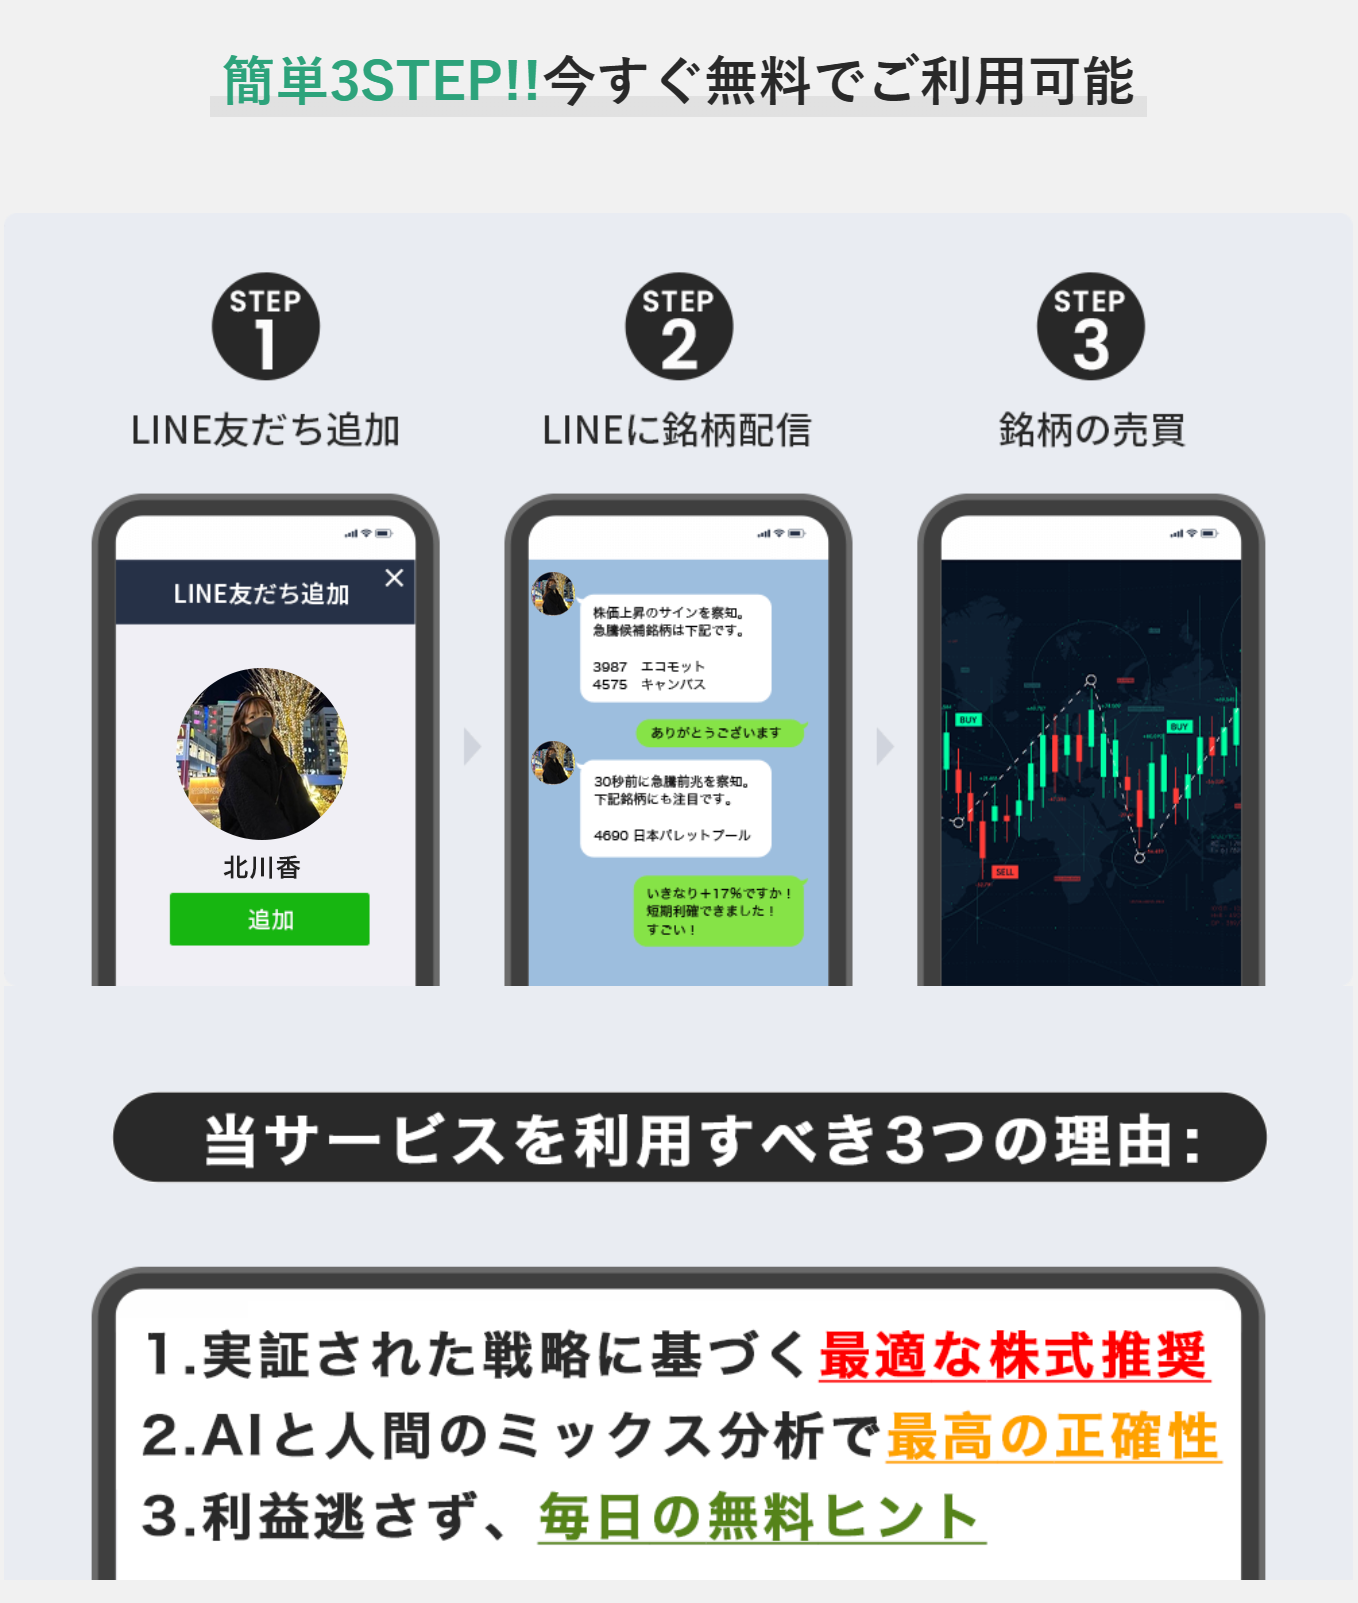 簡単3STEP!!今すぐ無料でご利用可能
STEP
1
LINE友だち追加
STEP
2
LINEに銘柄配信
STEP
3
銘柄の売買
LINE友だち追加
北川香
追加
株価上昇のサインを察知。
急騰候補銘柄は下記です。
3987 エコモット
4575 キャンバス
ありがとうございます
30秒前に急騰前兆を察知。
下記銘柄にも注目です。
4690 日本パレットプール
いきなり＋17％ですか！
短期利確できました！
すごい！
BUY
BUY
SELL
当サービスを利用すべき3つの理由:
1.実証された戦略に基づく最適な株式推奨
2.AIと人間のミックス分析で最高の正確性
3.利益逃さず、毎日の無料ヒント